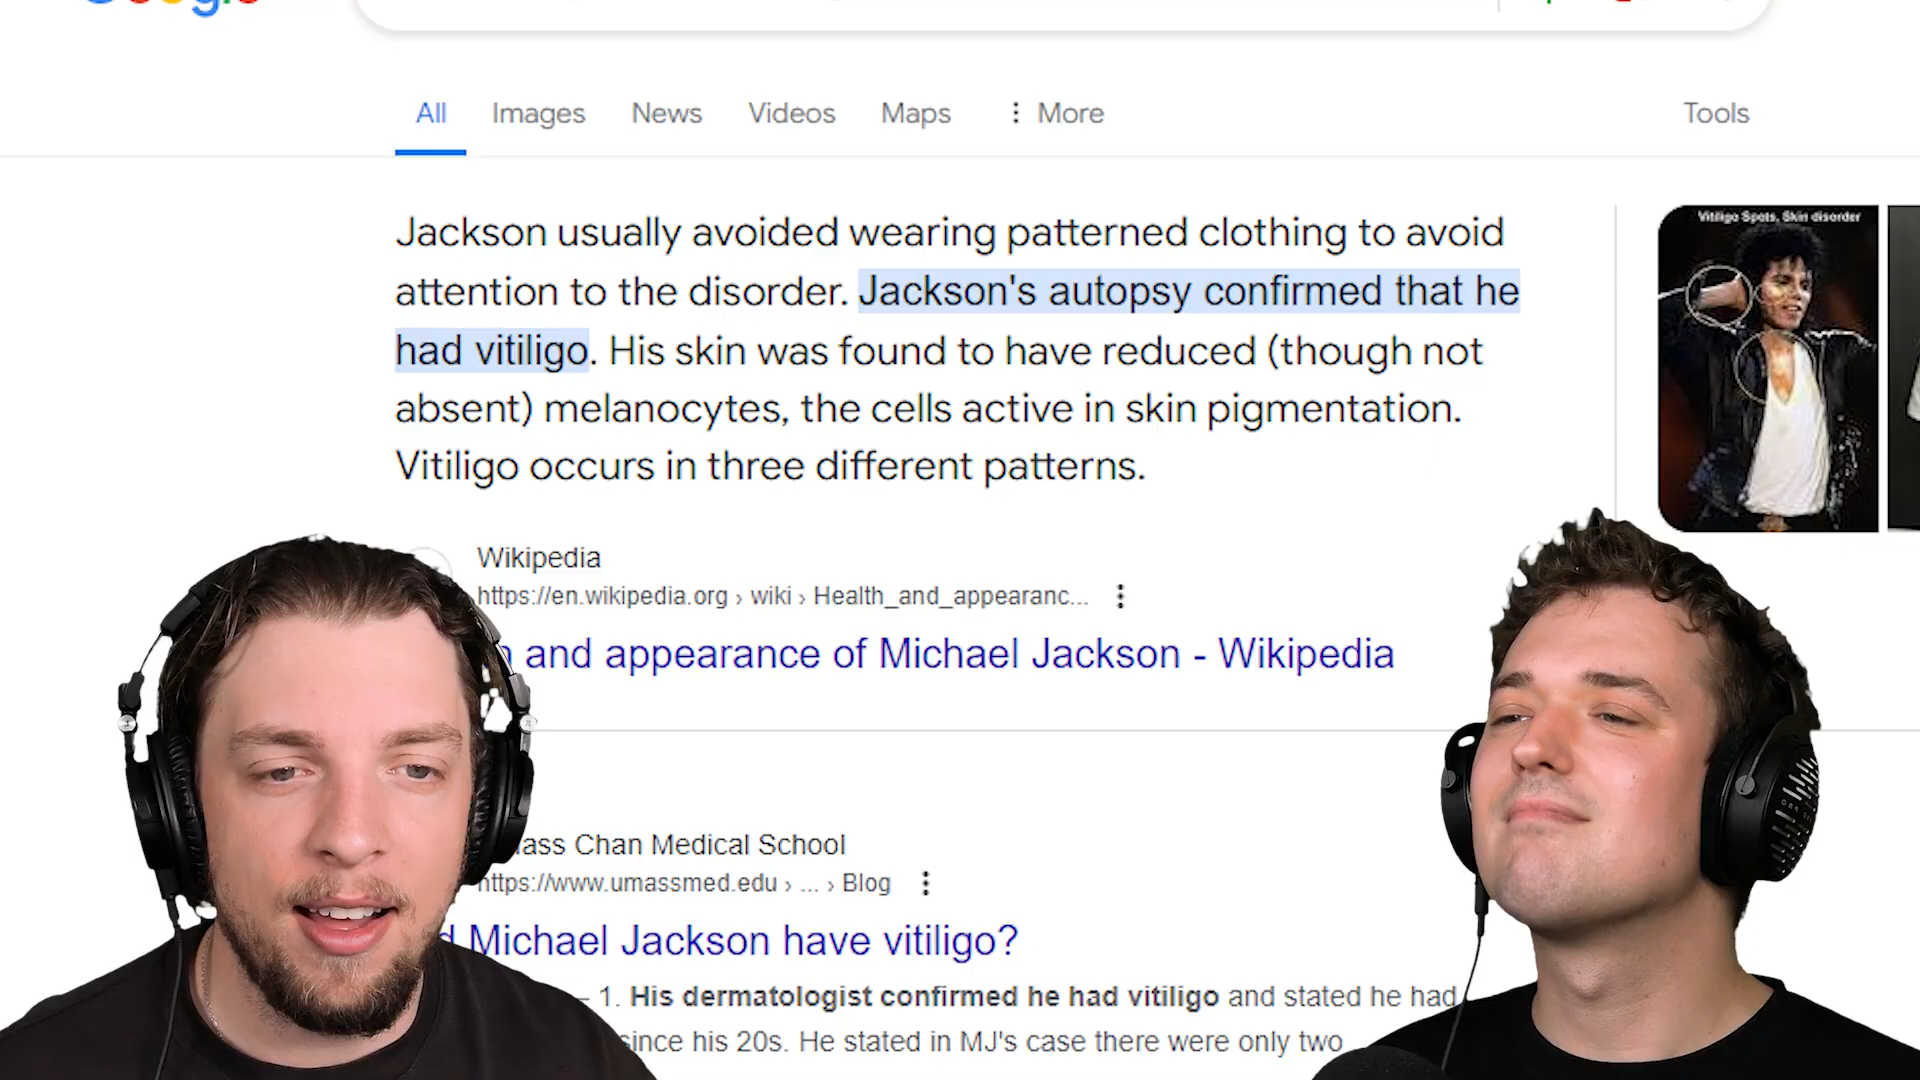 Google
All Images News Videos Maps More Tools
Jackson usually avoided wearing patterned clothing to avoid
attention to the disorder. Jackson's autopsy confirmed that he
had vitiligo. His skin was found to have reduced (though not
absent) melanocytes, the cells active in skin pigmentation.
Vitiligo occurs in three different patterns.
Vitiligo Spots, Skin disorder
Wikipedia
https://en.wikipedia.org › wiki › Health_and_appearanc...
and appearance of Michael Jackson - Wikipedia
ass Chan Medical School
https://www.umassmed.edu › ... › Blog
d Michael Jackson have vitiligo?
– 1. His dermatologist confirmed he had vitiligo and stated he had
since his 20s. He stated in MJ's case there were only two